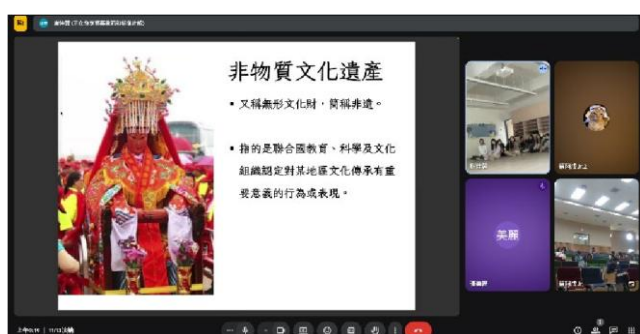 非物質文化遺產
▪ 又稱無形文化財，簡稱非遺。
▪ 指的是聯合國教育、科學及文化
組織認定對某地區文化傳承有重
要意義的行為或表現。
美麗